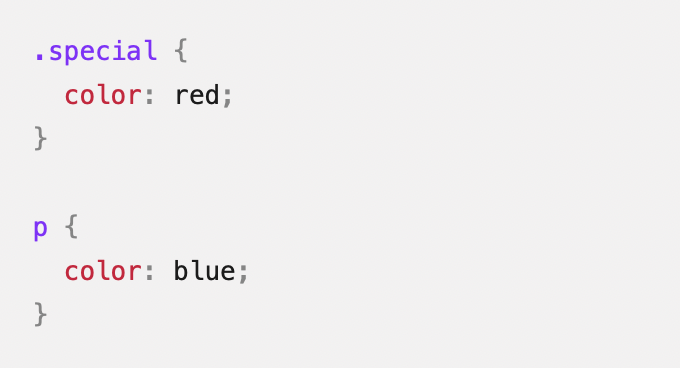 .special {
  color: red;
}

p {
  color: blue;
}